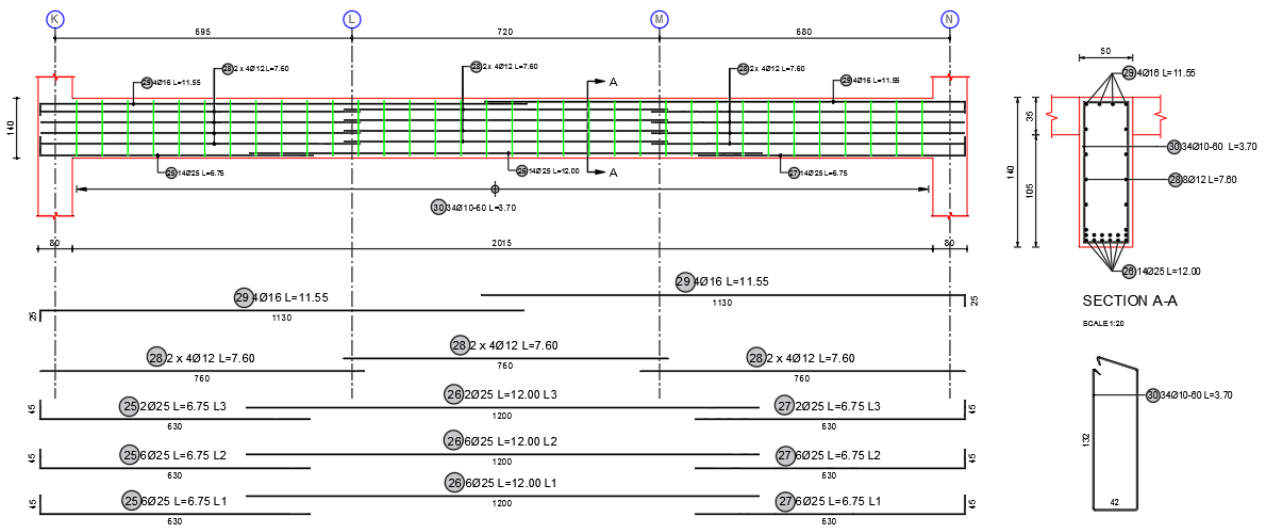 K L M N
695 720 680
29 4Ø16 L=11.55
28 2 x 4Ø12 L=7.60
28 2 x 4Ø12 L=7.60
28 2 x 4Ø12 L=7.60
29 4Ø16 L=11.55
A
A
140
25 14Ø25 L=6.75
26 14Ø25 L=12.00
27 14Ø25 L=6.75
30 34Ø10-60 L=3.70
80 2015 80
29 4Ø16 L=11.55
1130
25
29 4Ø16 L=11.55
1130
25
28 2 x 4Ø12 L=7.60
760
28 2 x 4Ø12 L=7.60
760
28 2 x 4Ø12 L=7.60
760
45
25 2Ø25 L=6.75 L3
630
26 2Ø25 L=12.00 L3
1200
27 2Ø25 L=6.75 L3
630
45
45
25 6Ø25 L=6.75 L2
630
26 6Ø25 L=12.00 L2
1200
27 6Ø25 L=6.75 L2
630
45
45
25 6Ø25 L=6.75 L1
630
26 6Ø25 L=12.00 L1
1200
27 6Ø25 L=6.75 L1
630
45
50
29 4Ø16 L=11.55
35
140
105
30 34Ø10-60 L=3.70
28 8Ø12 L=7.60
26 14Ø25 L=12.00
SECTION A-A
SCALE 1:20
30 34Ø10-60 L=3.70
132
42